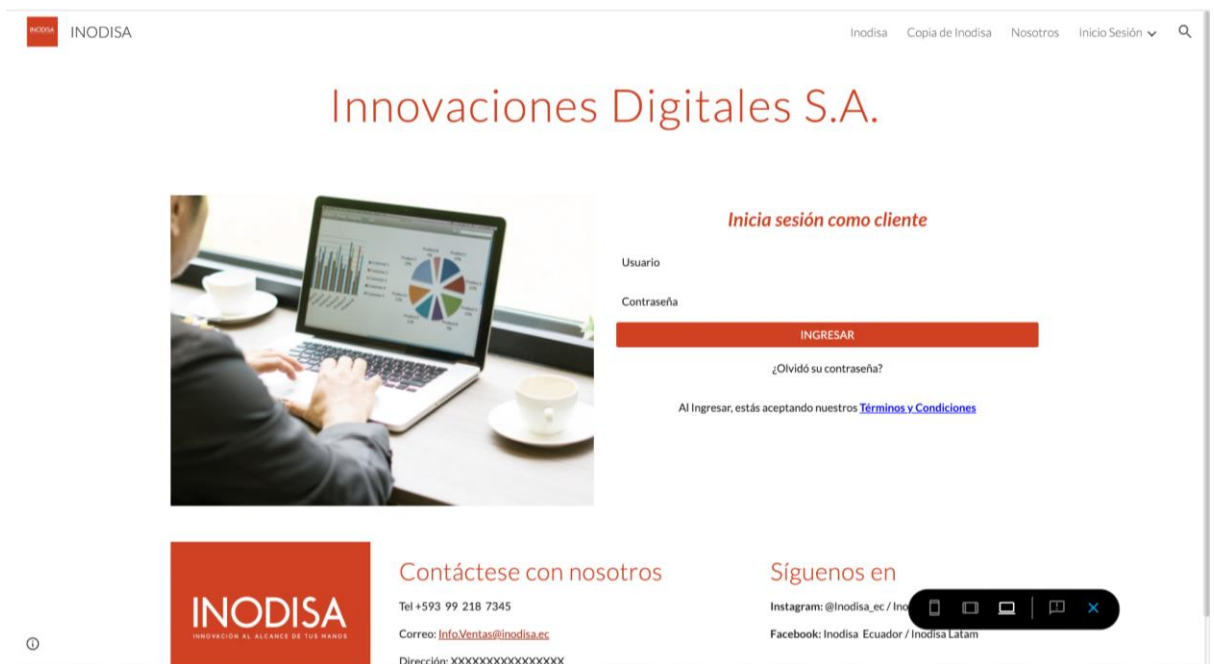 INODISA
INODISA
Inodisa
Copia de Inodisa
Nosotros
Inicio Sesión
Innovaciones Digitales S.A.
Inicia sesión como cliente
Usuario
Contraseña
INGRESAR
¿Olvidó su contraseña?
Al Ingresar, estás aceptando nuestros Términos y Condiciones
INODISA
INNOVACIÓN AL ALCANCE DE TUS MANOS
Contáctese con nosotros
Tel +593 99 218 7345
Correo: Info.Ventas@inodisa.ec
Dirección: XXXXXXXXXXXXXXXX
Síguenos en
Instagram: @Inodisa_ec / Ino
Facebook: Inodisa Ecuador / Inodisa Latam